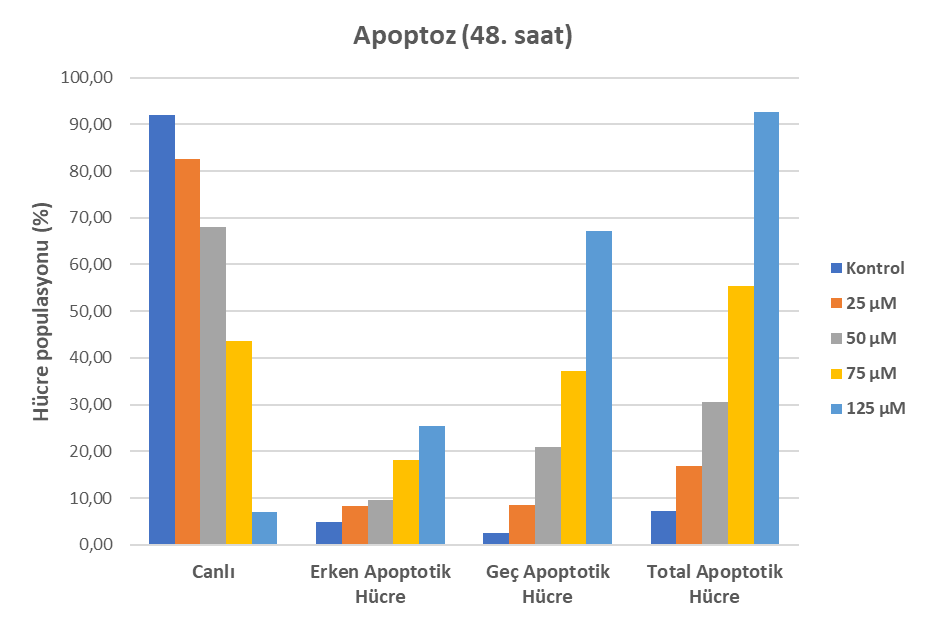 Apoptoz (48. saat)
Hücre populasyonu (%)
100,00
90,00
80,00
70,00
60,00
50,00
40,00
30,00
20,00
10,00
0,00
Canlı
Erken Apoptotik
Hücre
Geç Apoptotik
Hücre
Total Apoptotik
Hücre
Kontrol
25 µM
50 µM
75 µM
125 µM